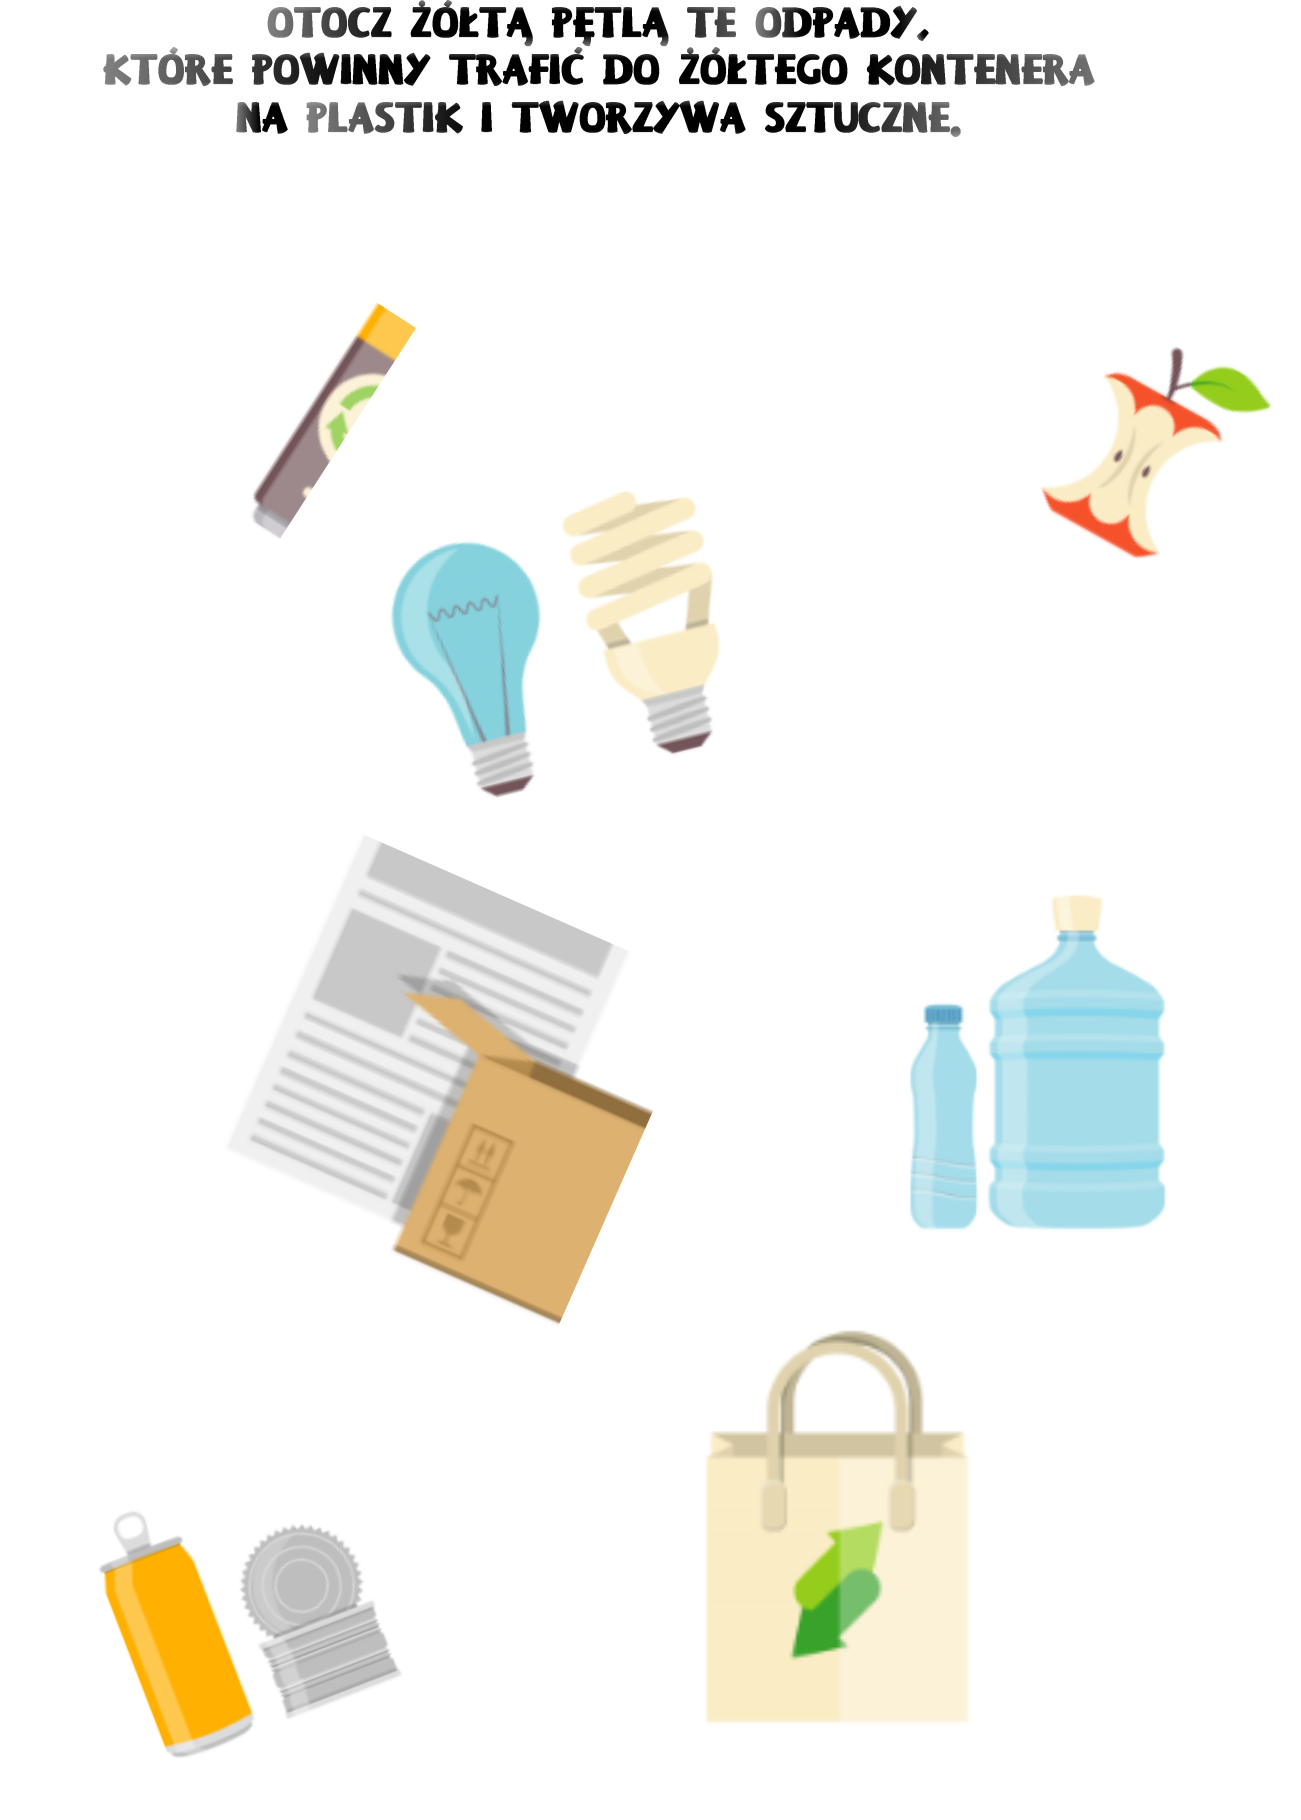 OTOCZ ŻÓŁTĄ PĘTLĄ TE ODPADY,
KTÓRE POWINNY TRAFIĆ DO ŻÓŁTEGO KONTENERA
NA PLASTIK I TWORZYWA SZTUCZNE.